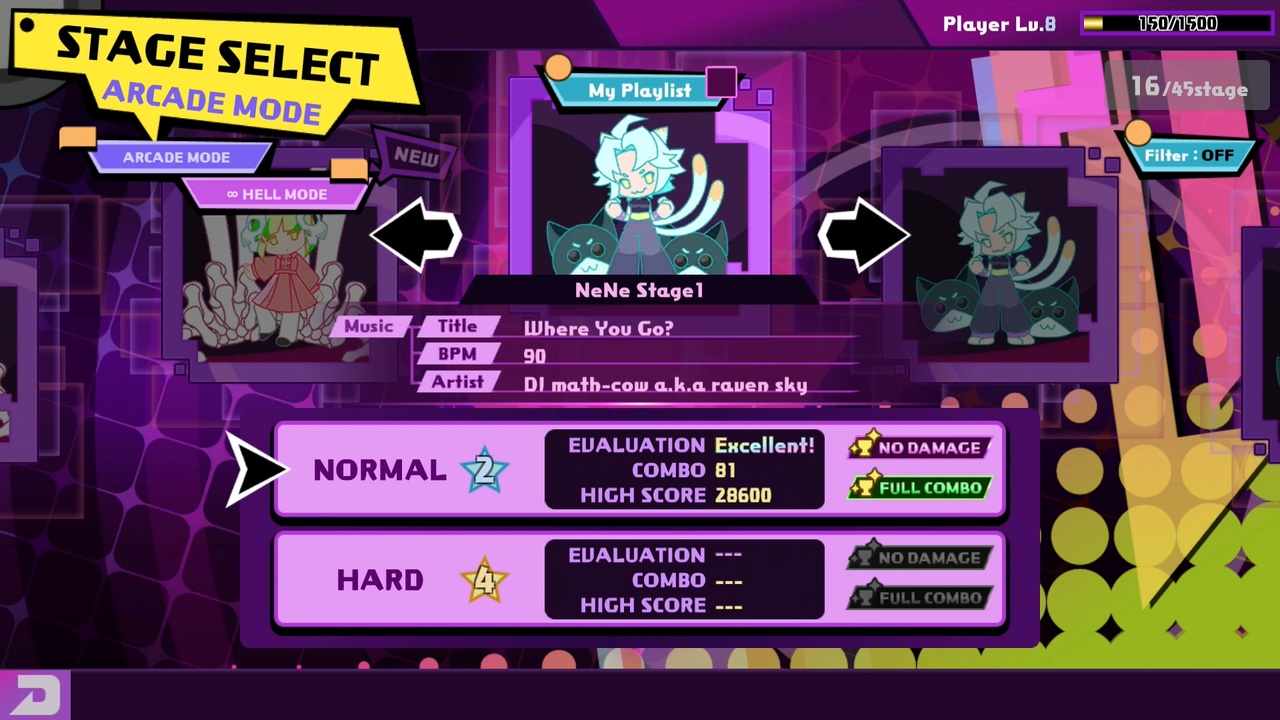 STAGE SELECT
ARCADE MODE
Player Lv.8
150/1500
16/45stage
Filter : OFF
My Playlist
ARCADE MODE
∞ HELL MODE
NEW
NeNe Stage1
Music
Title Where You Go?
BPM 90
Artist DJ math-cow a.k.a raven sky
NORMAL 2
EVALUATION Excellent!
COMBO 81
HIGH SCORE 28600
NO DAMAGE
FULL COMBO
HARD 4
EVALUATION ---
COMBO ---
HIGH SCORE ---
NO DAMAGE
FULL COMBO